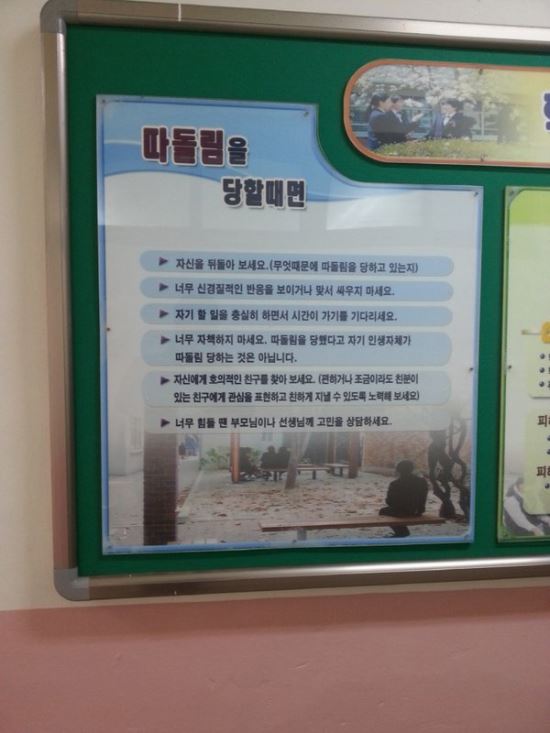 따돌림을
당할때면
▶ 자신을 뒤돌아 보세요.(무엇때문에 따돌림을 당하고 있는지)
▶ 너무 신경질적인 반응을 보이거나 맞서 싸우지 마세요.
▶ 자기 할 일을 충실히 하면서 시간이 가기를 기다리세요.
▶ 너무 자책하지 마세요. 따돌림을 당했다고 자기 인생자체가
따돌림 당하는 것은 아닙니다.
▶ 자신에게 호의적인 친구를 찾아 보세요. (편하거나 조금이라도 친분이
있는 친구에게 관심을 표현하고 친하게 지낼 수 있도록 노력해 보세요)
▶ 너무 힘들 땐 부모님이나 선생님께 고민을 상담하세요.
피
피해